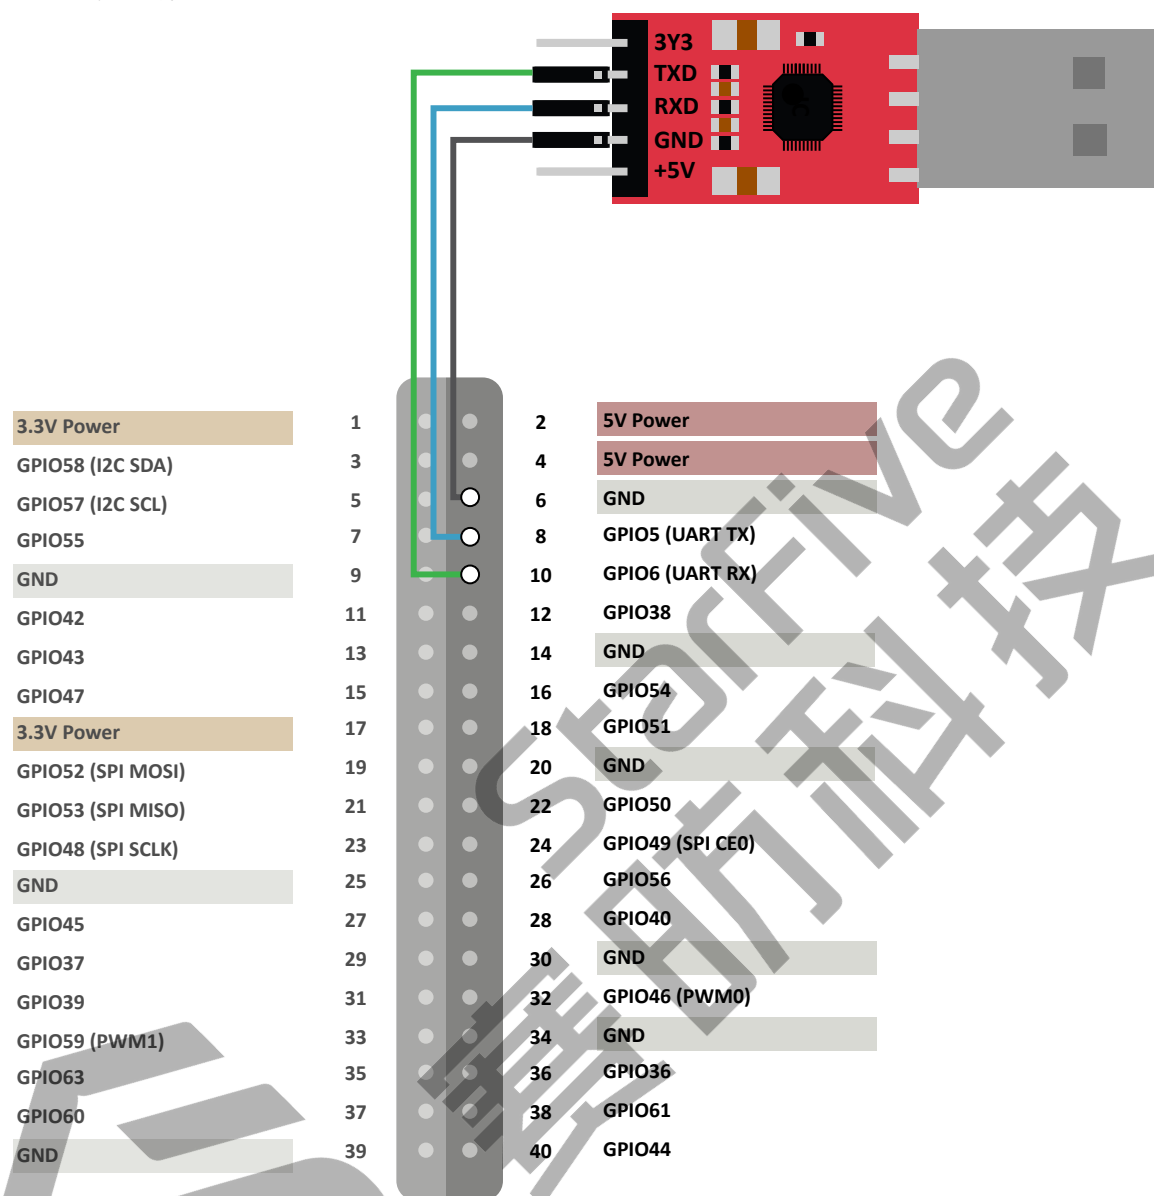 3Y3
TXD
RXD
GND
+5V
3.3V Power 1 2 5V Power
GPIO58 (I2C SDA) 3 4 5V Power
GPIO57 (I2C SCL) 5 6 GND
GPIO55 7 8 GPIO5 (UART TX)
GND 9 10 GPIO6 (UART RX)
GPIO42 11 12 GPIO38
GPIO43 13 14 GND
GPIO47 15 16 GPIO54
3.3V Power 17 18 GPIO51
GPIO52 (SPI MOSI) 19 20 GND
GPIO53 (SPI MISO) 21 22 GPIO50
GPIO48 (SPI SCLK) 23 24 GPIO49 (SPI CE0)
GND 25 26 GPIO56
GPIO45 27 28 GPIO40
GPIO37 29 30 GND
GPIO39 31 32 GPIO46 (PWM0)
GPIO59 (PWM1) 33 34 GND
GPIO63 35 36 GPIO36
GPIO60 37 38 GPIO61
GND 39 40 GPIO44
StarFive
赛昉科技